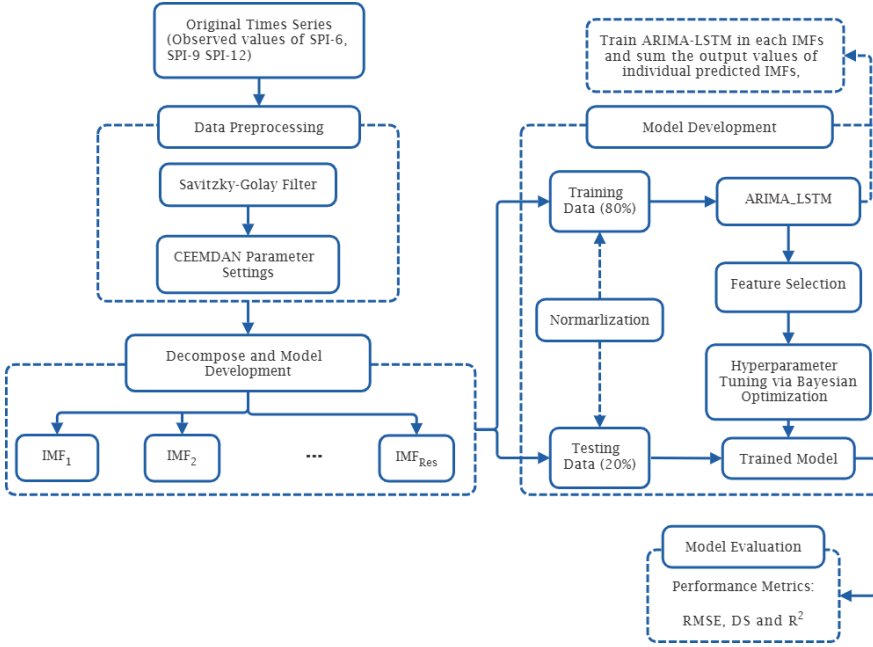 Original Times Series
(Observed values of SPI-6,
SPI-9 SPI-12)
Data Preprocessing
Savitzky-Golay Filter
CEEMDAN Parameter
Settings
Decompose and Model
Development
IMF1
IMF2
...
IMFRes
Train ARIMA-LSTM in each IMFs
and sum the output values of
individual predicted IMFs,
Model Development
Training
Data (80%)
ARIMA_LSTM
Feature Selection
Normarlization
Hyperparameter
Tuning via Bayesian
Optimization
Testing
Data (20%)
Trained Model
Model Evaluation
Performance Metrics:
RMSE, DS and R²